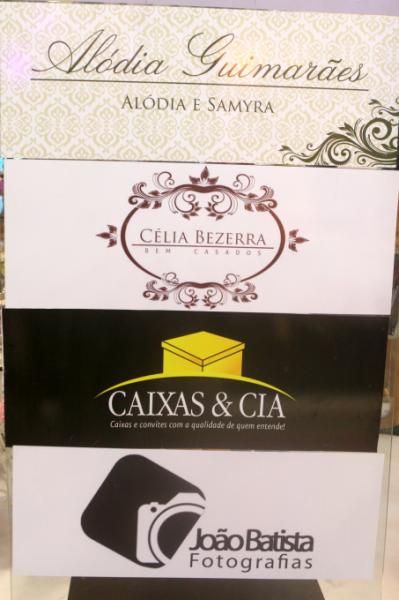 Alódia Guimarães
ALÓDIA E SAMYRA
CÉLIA BEZERRA
BEM CASADOS
CAIXAS & CIA
Caixas e convites com a qualidade de quem entende!
João Batista
Fotografias